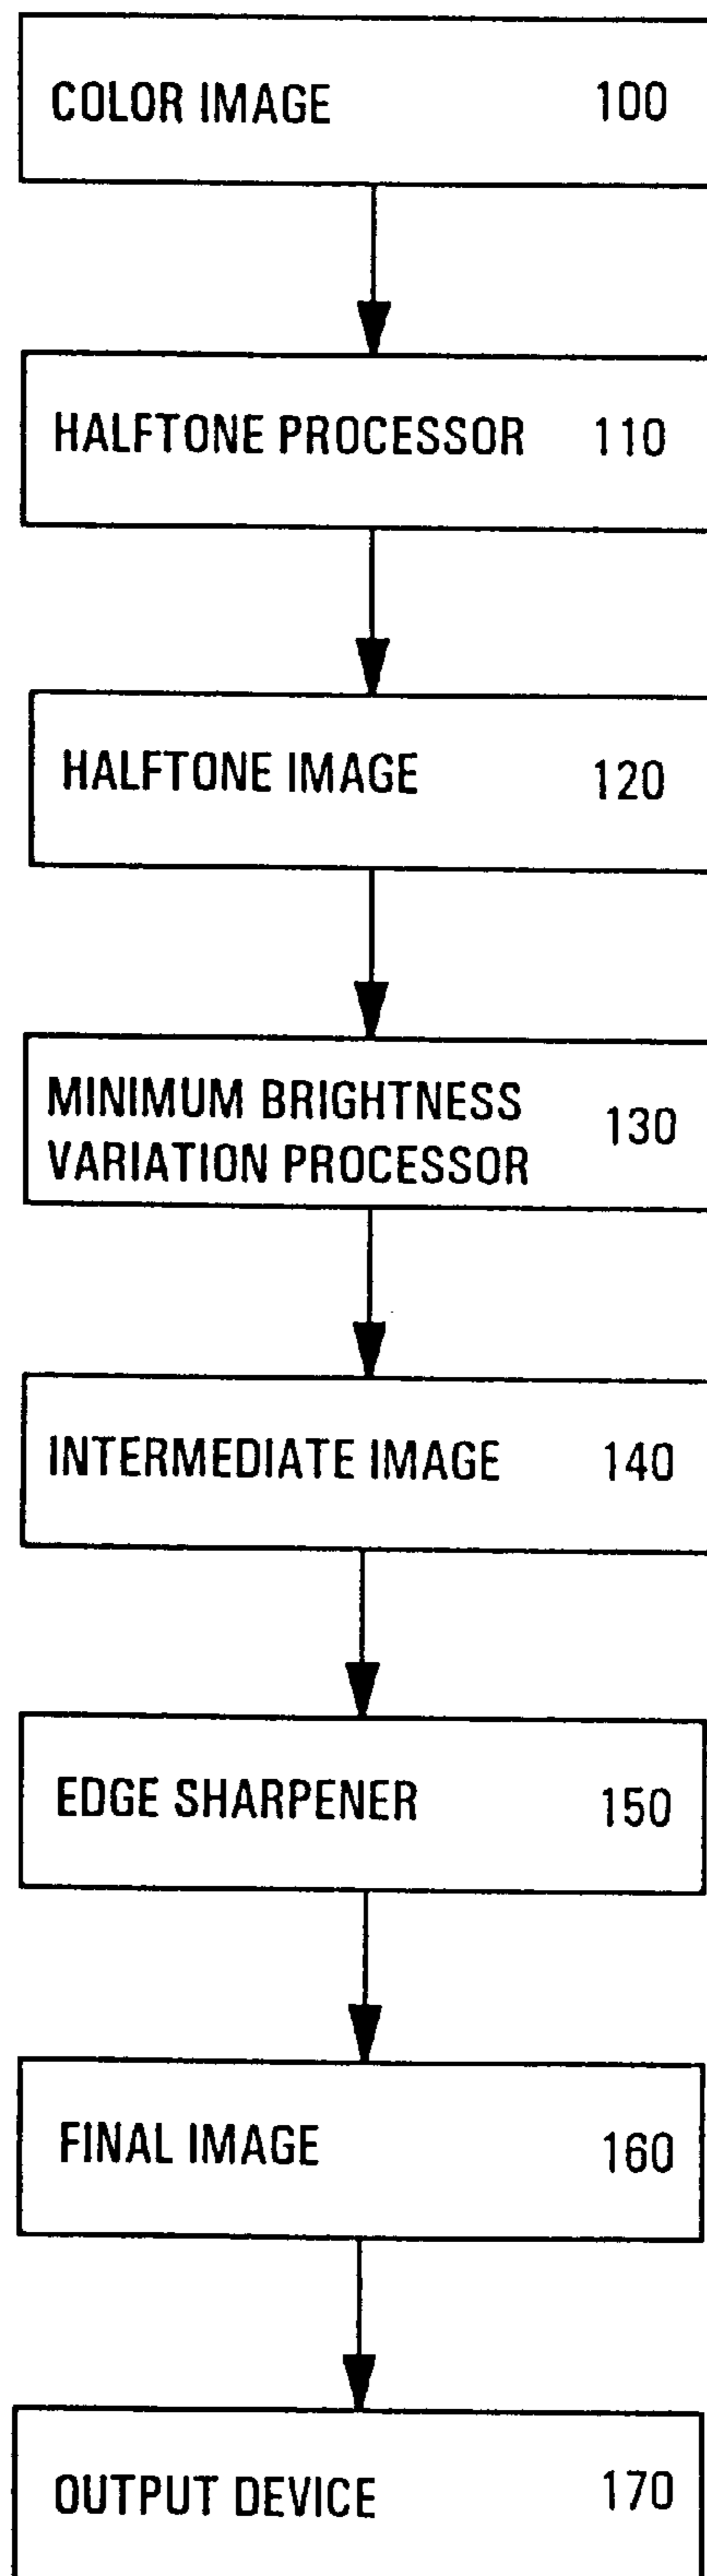 COLOR IMAGE 100
HALFTONE PROCESSOR 110
HALFTONE IMAGE 120
MINIMUM BRIGHTNESS
VARIATION PROCESSOR 130
INTERMEDIATE IMAGE 140
EDGE SHARPENER 150
FINAL IMAGE 160
OUTPUT DEVICE 170